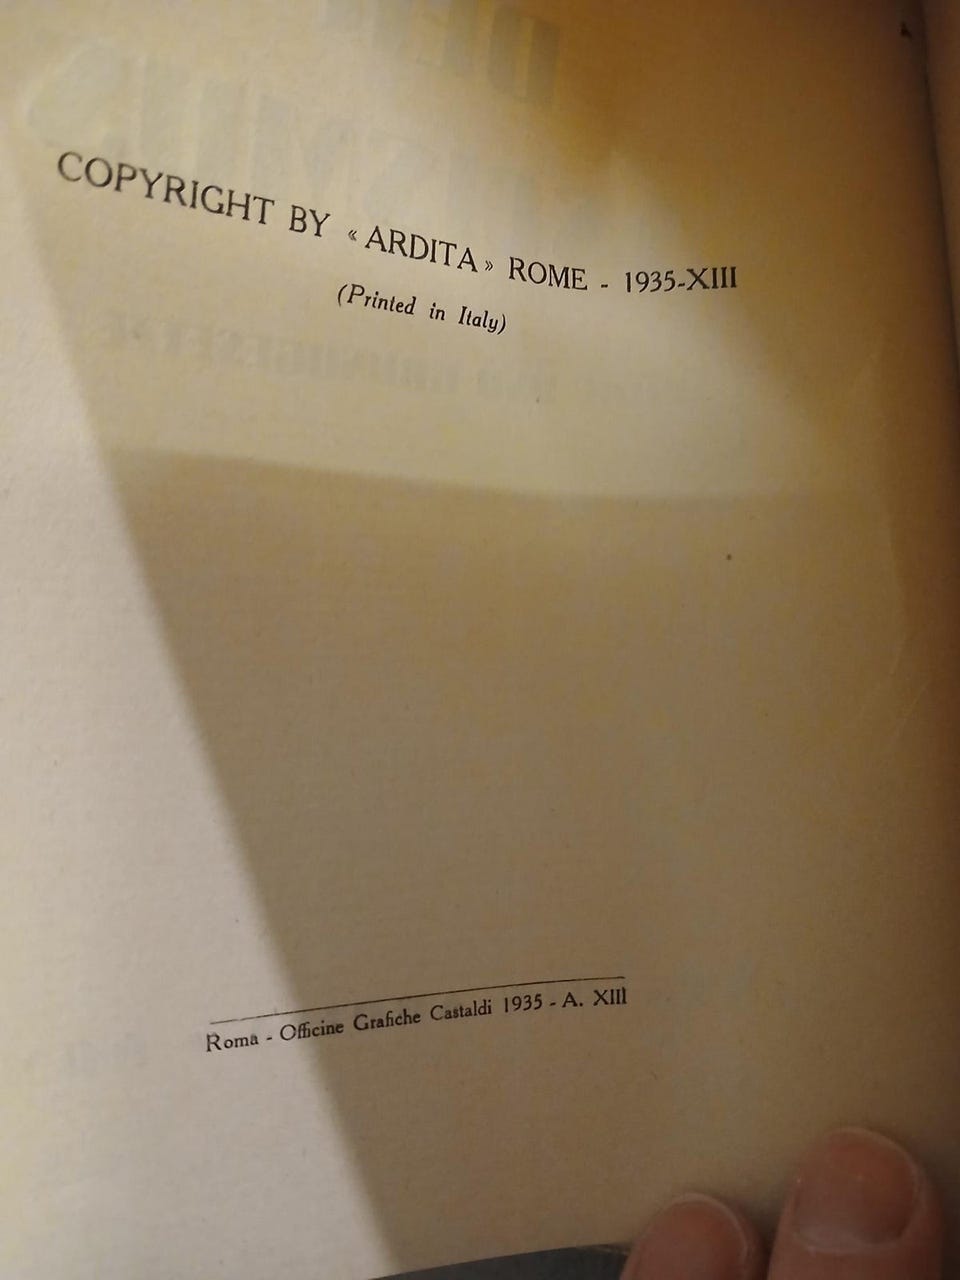 COPYRIGHT BY « ARDITA » ROME - 1935-XIII
(Printed in Italy)
Roma - Officine Grafiche Castaldi 1935 - A. XIII